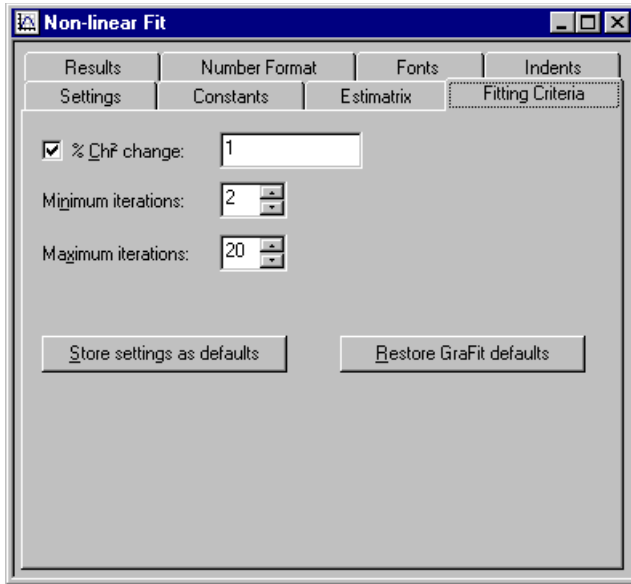 Non-linear Fit
Results Number Format Fonts Indents
Settings Constants Estimatrix Fitting Criteria
% Chi² change: 1
Minimum iterations: 2
Maximum iterations: 20
Store settings as defaults Restore GraFit defaults